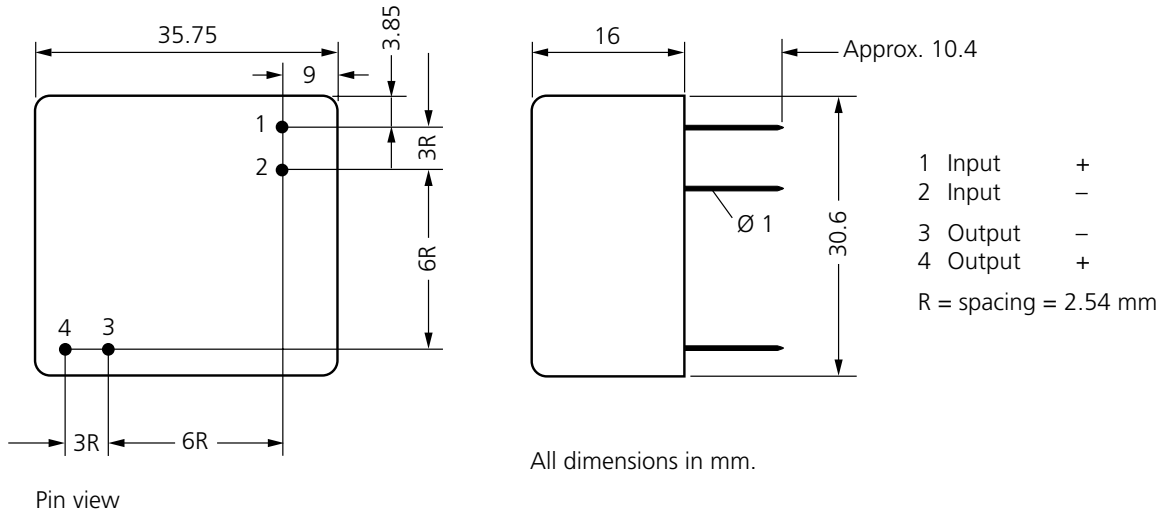 35.75
3.85
9
1
2
3R
6R
4 3
3R
6R
Pin view
16
Approx. 10.4
Ø 1
30.6
All dimensions in mm.
1 Input +
2 Input –
3 Output –
4 Output +
R = spacing = 2.54 mm